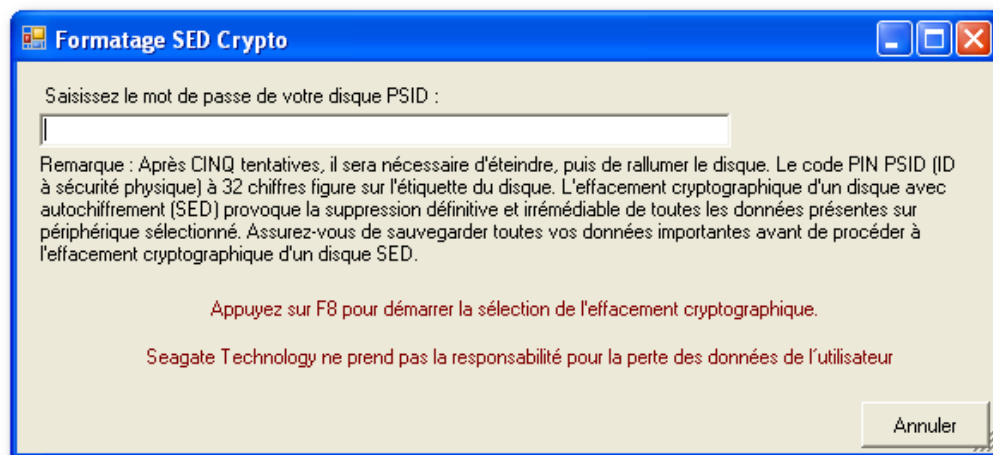 Formatage SED Crypto
Saisissez le mot de passe de votre disque PSID :
Remarque : Après CINQ tentatives, il sera nécessaire d'éteindre, puis de rallumer le disque. Le code PIN PSID (ID
à sécurité physique) à 32 chiffres figure sur l'étiquette du disque. L'effacement cryptographique d'un disque avec
autochiffrement (SED) provoque la suppression définitive et irrémédiable de toutes les données présentes sur
périphérique sélectionné. Assurez-vous de sauvegarder toutes vos données importantes avant de procéder à
l'effacement cryptographique d'un disque SED.
Appuyez sur F8 pour démarrer la sélection de l'effacement cryptographique.
Seagate Technology ne prend pas la responsabilité pour la perte des données de l´utilisateur
Annuler